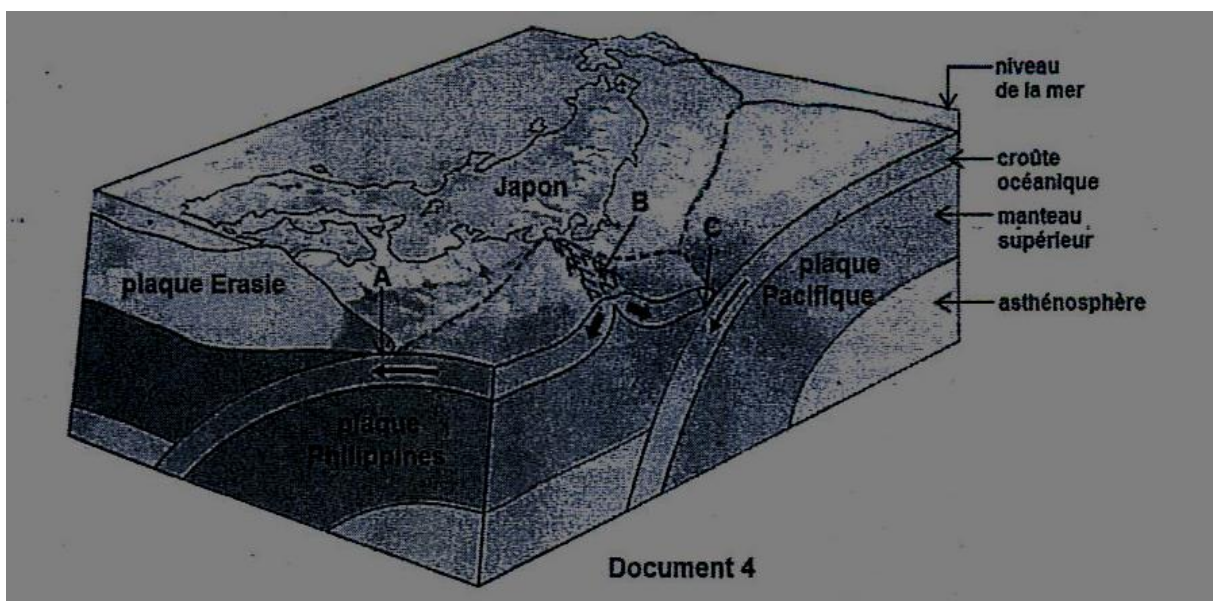 niveau
de la mer
croûte
océanique
manteau
supérieur
asthénosphère
Japon
B
C
plaque Erasie
A
plaque
Pacifique
plaque
Philippines
Document 4